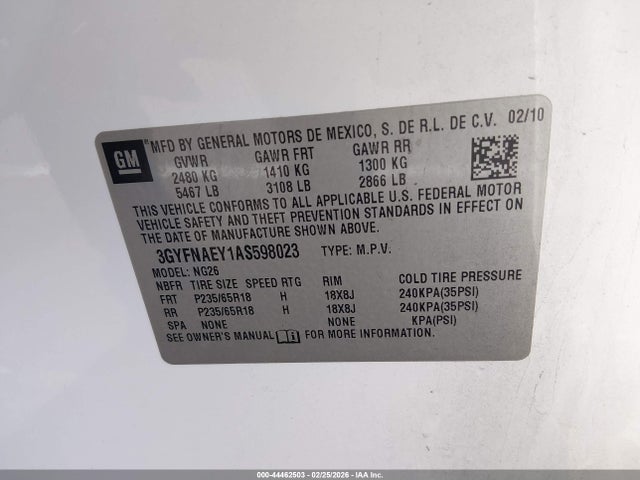 GM
MFD BY GENERAL MOTORS DE MEXICO, S. DE R.L. DE C.V. 02/10
GVWR GAWR FRT GAWR RR
2480 KG 1410 KG 1300 KG
5467 LB 3108 LB 2866 LB
THIS VEHICLE CONFORMS TO ALL APPLICABLE U.S. FEDERAL MOTOR
VEHICLE SAFETY AND THEFT PREVENTION STANDARDS IN EFFECT ON
THE DATE OF MANUFACTURE SHOWN ABOVE.
3GYFNAEY1AS598023 TYPE: M.P.V.
MODEL: NG26
NBFR TIRE SIZE SPEED RTG RIM COLD TIRE PRESSURE
FRT P235/65R18 H 18X8J 240KPA(35PSI)
RR P235/65R18 H 18X8J 240KPA(35PSI)
SPA NONE NONE KPA(PSI)
SEE OWNER'S MANUAL FOR MORE INFORMATION.
000-44462503 - 02/25/2026 - IAA Inc.